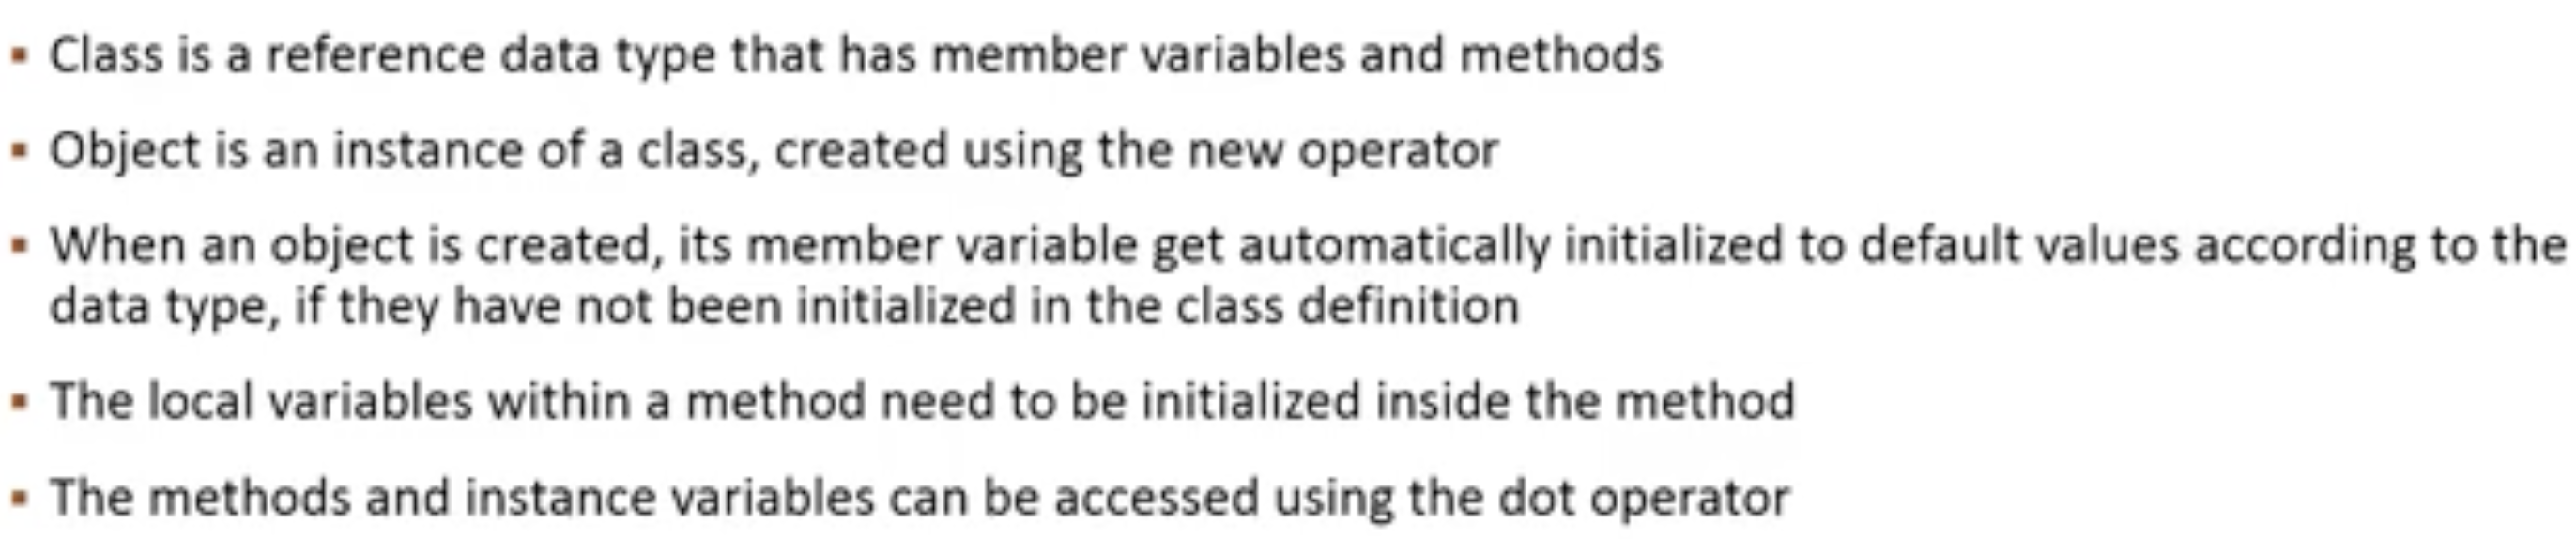 ▪ Class is a reference data type that has member variables and methods
▪ Object is an instance of a class, created using the new operator
▪ When an object is created, its member variable get automatically initialized to default values according to the
data type, if they have not been initialized in the class definition
▪ The local variables within a method need to be initialized inside the method
▪ The methods and instance variables can be accessed using the dot operator